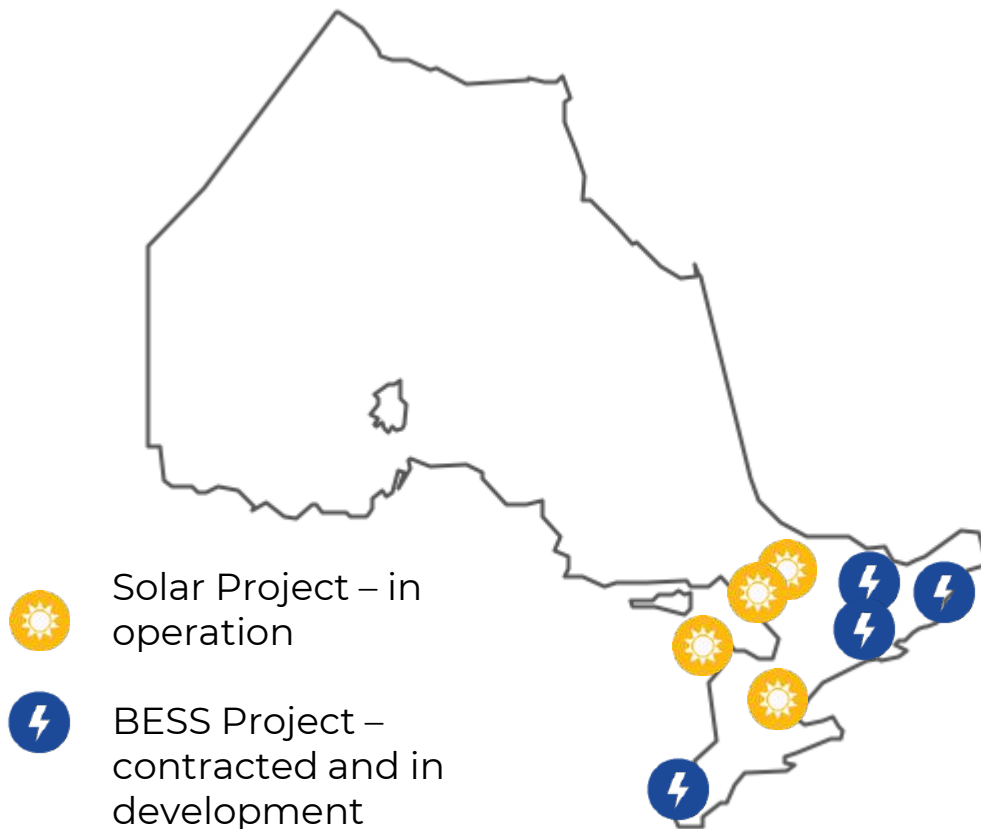 Solar Project – in
operation
BESS Project –
contracted and in
development